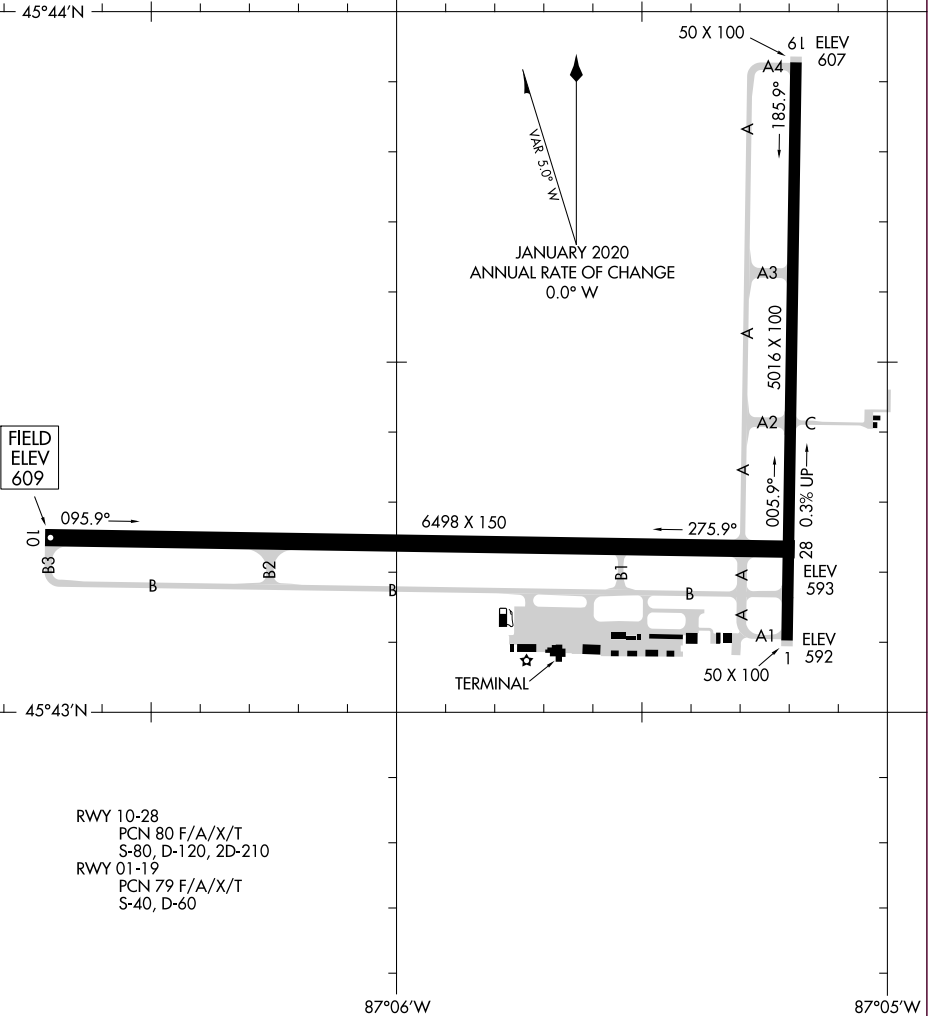 45°44'N
50 X 100
19
ELEV
607
A4
185.9°
A
VAR 5.0° W
JANUARY 2020
ANNUAL RATE OF CHANGE
0.0° W
A3
A
5016 X 100
A2
C
FIELD
ELEV
609
A
005.9°
0.3% UP
095.9°
6498 X 150
275.9°
10
28
B3
B2
B1
A
ELEV
593
B
B
B
A
A1
ELEV
592
1
50 X 100
TERMINAL
45°43'N
RWY 10-28
PCN 80 F/A/X/T
S-80, D-120, 2D-210
RWY 01-19
PCN 79 F/A/X/T
S-40, D-60
87°06'W
87°05'W